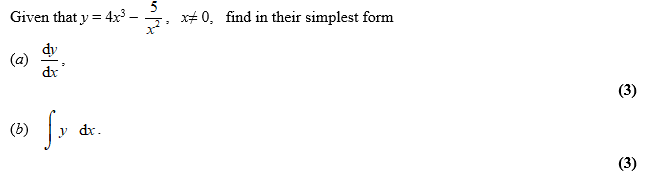 Given that y = 4x³ − 5/x², x ≠ 0, find in their simplest form
(a) dy/dx,
(3)
(b) ∫ y dx.
(3)